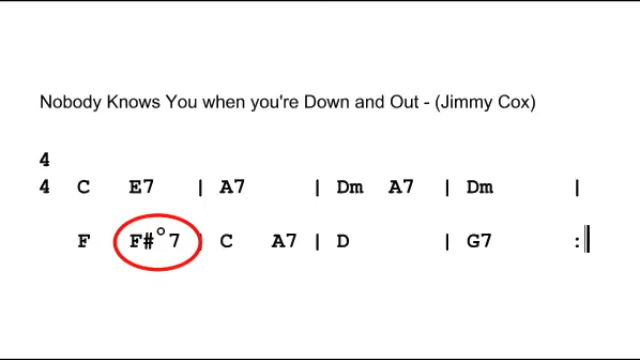 Nobody Knows You when you're Down and Out - (Jimmy Cox)
4
4 C E7 | A7 | Dm A7 | Dm |
F F#°7 | C A7 | D | G7 :|